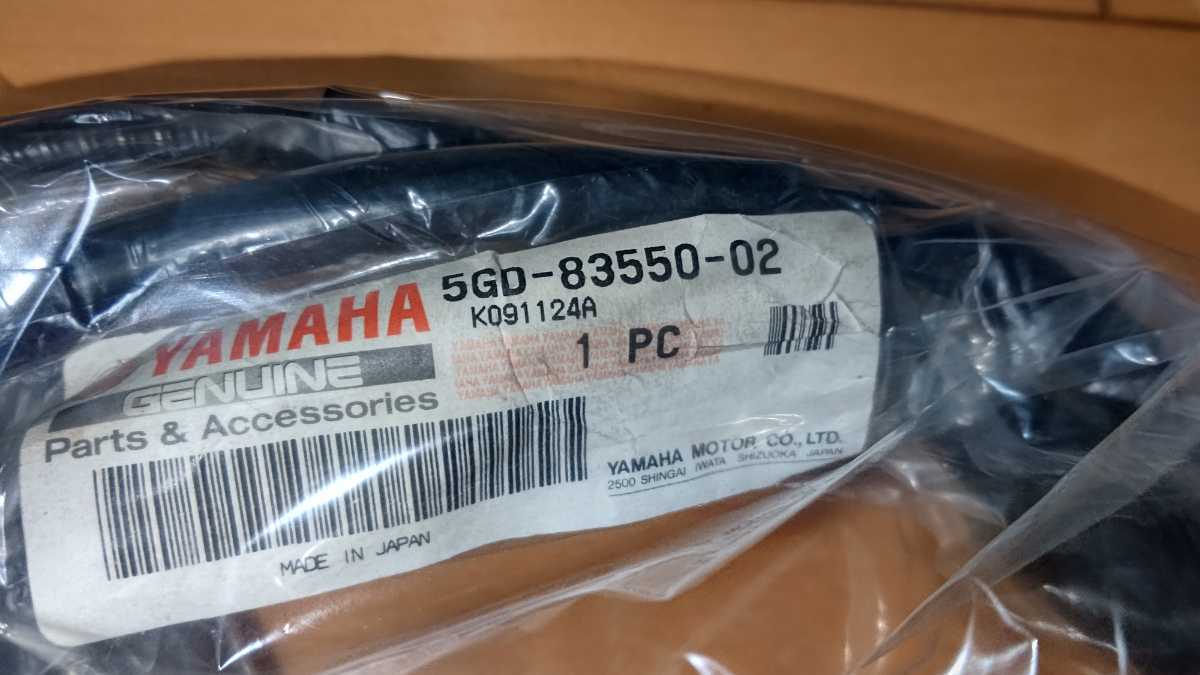 5GD-83550-02
K091124A
YAMAHA
1 PC
GENUINE
Parts & Accessories
YAMAHA MOTOR CO., LTD.
2500 SHINGAI IWATA SHIZUOKA JAPAN
MADE IN JAPAN